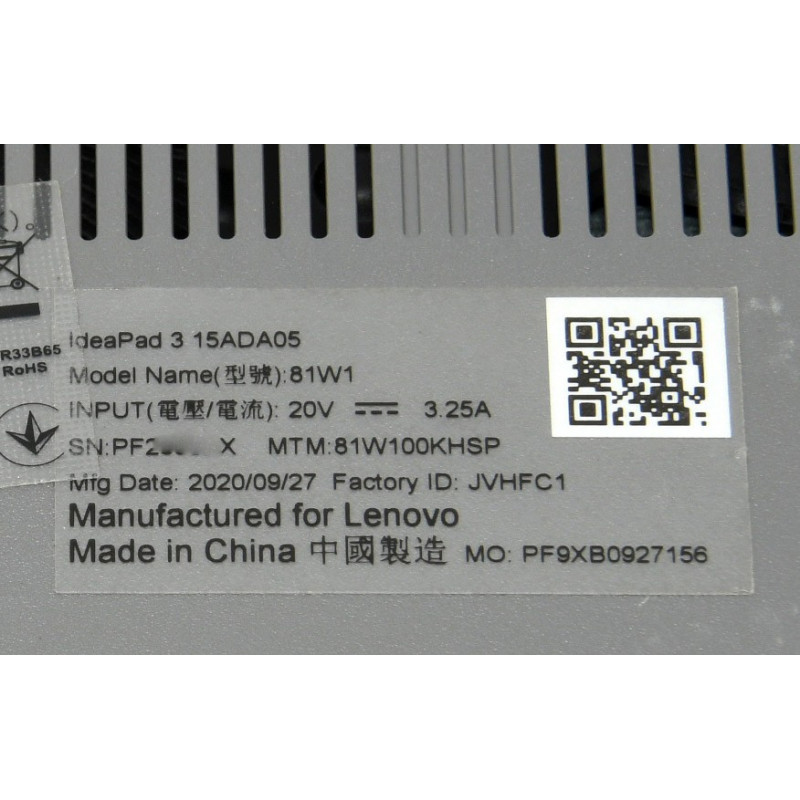 R33B65
RoHS
IdeaPad 3 15ADA05
Model Name(型號):81W1
INPUT(電壓/電流): 20V ⎓ 3.25A
SN:PF2 X MTM:81W100KHSP
Mfg Date: 2020/09/27 Factory ID: JVHFC1
Manufactured for Lenovo
Made in China 中國製造 MO: PF9XB0927156